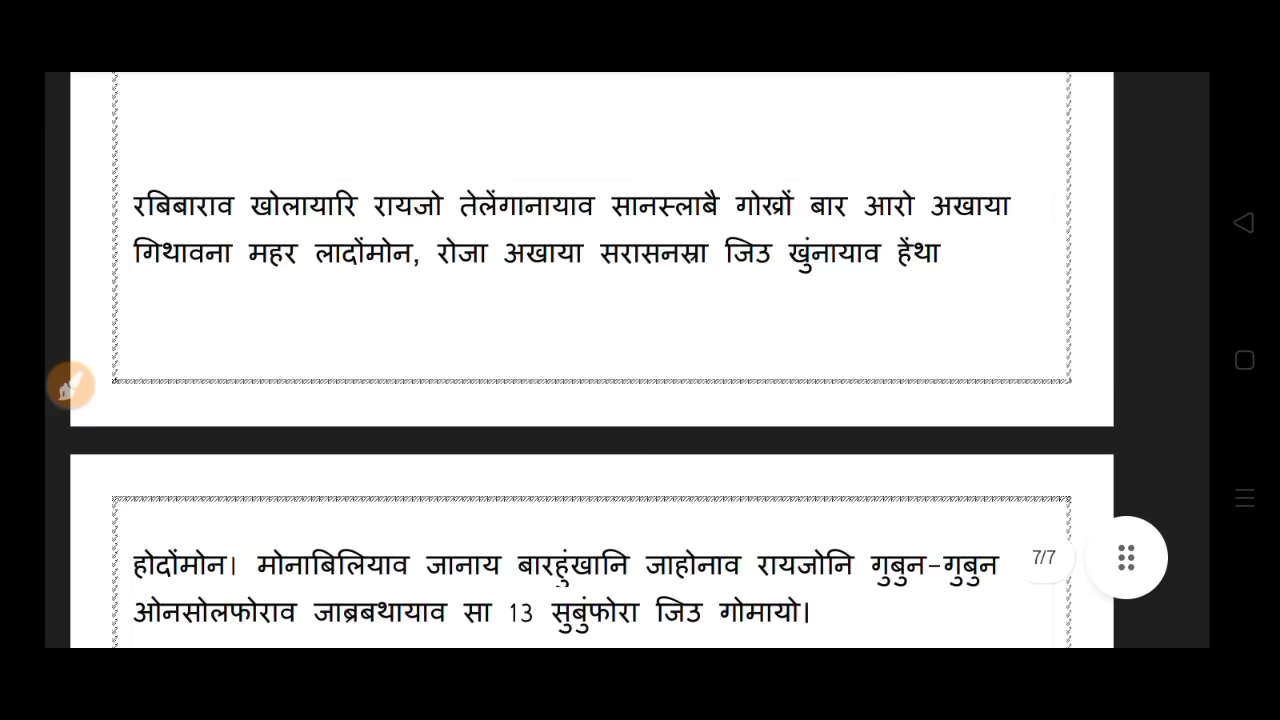 रबिबाराव खोलायारि रायजो तेलेंगानायाव सानस्लाबै गोख्रों बार आरो अखाया
गिथावना महर लादोंमोन, रोजा अखाया सरासनस्रा जिउ खुंनायाव हेंथा
होदोंमोन। मोनाबिलियाव जानाय बारहुंखानि जाहोनाव रायजोनि गुबुन-गुबुन
7/7
ओनसोलफोराव जाब्रबथायाव सा 13 सुबुंफोरा जिउ गोमायो।